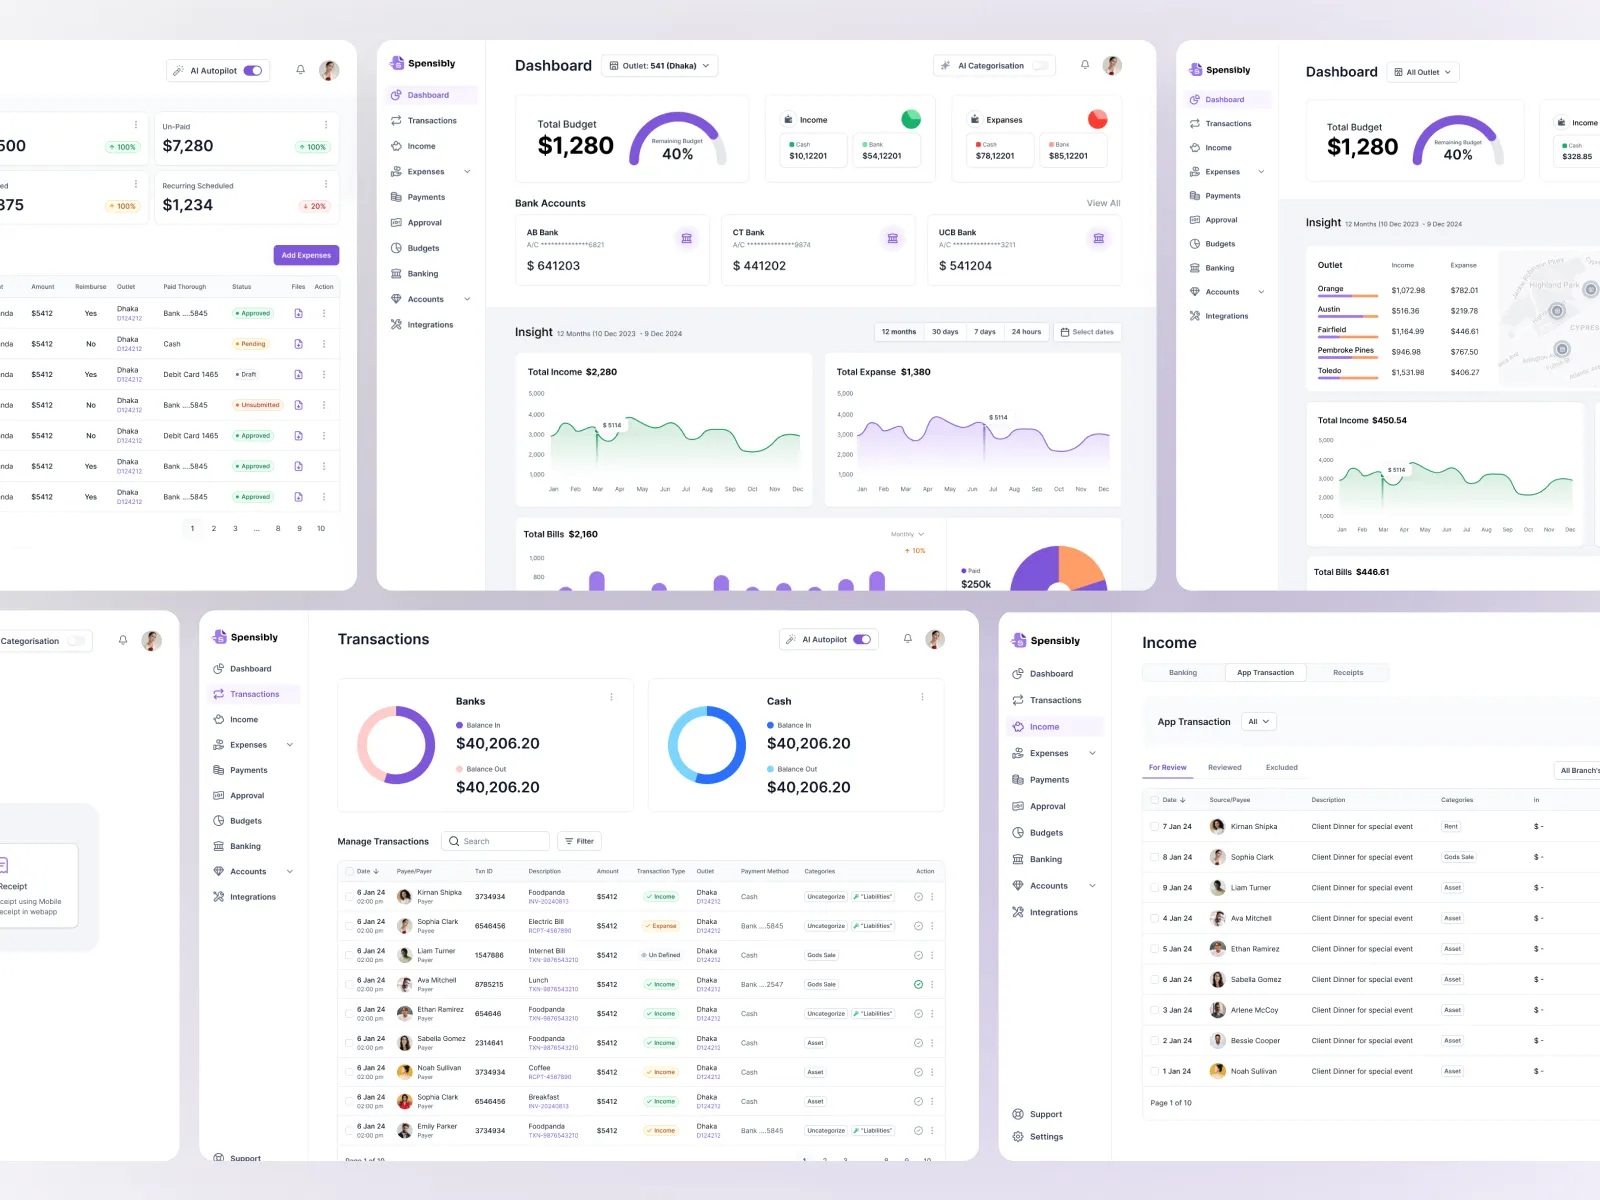 AI Autopilot
500
↑ 100%
Un-Paid
$7,280
↑ 100%
ed
375
↑ 100%
Recurring Scheduled
$1,234
↓ 20%
Add Expenses
Amount Reimburse Outlet Paid Thorough Status Files Action
nda $5412 Yes Dhaka D124212 Bank ....5845 Approved
nda $5412 No Dhaka D124212 Cash Pending
nda $5412 Yes Dhaka D124212 Debit Card 1465 Draft
nda $5412 No Dhaka D124212 Bank ....5845 Unsubmitted
nda $5412 No Dhaka D124212 Debit Card 1465 Approved
nda $5412 Yes Dhaka D124212 Bank ....5845 Approved
nda $5412 Yes Dhaka D124212 Bank ....5845 Approved
1 2 3 ... 8 9 10
Spensibly
Dashboard
Transactions
Income
Expenses
Payments
Approval
Budgets
Banking
Accounts
Integrations
Dashboard
Outlet: 541 (Dhaka)
AI Categorisation
Total Budget
$1,280
Remaining Budget
40%
Income
Cash
$10,12201
Bank
$54,12201
Expanses
Cash
$78,12201
Bank
$85,12201
Bank Accounts
View All
AB Bank
A/C **************6821
$ 641203
CT Bank
A/C **************9874
$ 441202
UCB Bank
A/C **************3211
$ 541204
Insight 12 Months (10 Dec 2023 - 9 Dec 2024
12 months 30 days 7 days 24 hours Select dates
Total Income $2,280
5,000
4,000
3,000
2,000
1,000
$ 5114
Jan Feb Mar Apr May Jun Jul Aug Sep Oct Nov Dec
Total Expanse $1,380
5,000
4,000
3,000
2,000
1,000
$ 5114
Jan Feb Mar Apr May Jun Jul Aug Sep Oct Nov Dec
Total Bills $2,160
Monthly
↑ 10%
1,000
800
Paid
$250k
Spensibly
Dashboard
Transactions
Income
Expenses
Payments
Approval
Budgets
Banking
Accounts
Integrations
Dashboard
All Outlet
Total Budget
$1,280
Remaining Budget
40%
Income
Cash
$328.85
Insight 12 Months (10 Dec 2023 - 9 Dec 2024
Outlet Income Expanse
Orange $1,072.98 $782.01
Austin $516.36 $219.78
Fairfield $1,164.99 $446.61
Pembroke Pines $946.98 $767.50
Toledo $1,531.98 $406.27
Highland Park
CYPRES
Total Income $450.54
5,000
4,000
3,000
2,000
1,000
$ 5114
Jan Feb Mar Apr May Jun Jul Aug Sep Oct Nov Dec
Total Bills $446.61
Categorisation
Receipt
ceipt using Mobile
receipt in webapp
Spensibly
Dashboard
Transactions
Income
Expenses
Payments
Approval
Budgets
Banking
Accounts
Integrations
Support
Transactions
AI Autopilot
Banks
Balance In
$40,206.20
Balance Out
$40,206.20
Cash
Balance In
$40,206.20
Balance Out
$40,206.20
Manage Transactions
Search
Filter
Date ↓ Payee/Payer Txn ID Description Amount Transaction Type Outlet Payment Method Categories Action
6 Jan 24 Kirnan Shipka 3734934 Foodpanda $5412 Income Dhaka Cash Uncategorize "Liabilities"
02:00 pm Payer INV-20240813 D124212
6 Jan 24 Sophia Clark 6546456 Electric Bill $5412 Expanse Dhaka Bank ....5845 Uncategorize "Liabilities"
02:00 pm Payee RCPT-4567890 D124212
6 Jan 24 Liam Turner 1547886 Internet Bill $5412 Un Defined Dhaka Cash Gods Sale
02:00 pm Payer TXN-9876543210 D124212
6 Jan 24 Ava Mitchell 8785215 Lunch $5412 Income Dhaka Bank ....2547 Gods Sale
02:00 pm Payer TXN-9876543210 D124212
6 Jan 24 Ethan Ramirez 654646 Foodpanda $5412 Income Dhaka Cash Uncategorize "Liabilities"
02:00 pm Payer TXN-9876543210 D124212
6 Jan 24 Sabella Gomez 2314641 Foodpanda $5412 Income Dhaka Cash Asset
02:00 pm Payer TXN-9876543210 D124212
6 Jan 24 Noah Sullivan 3734934 Coffee $5412 Income Dhaka Cash Asset
02:00 pm Payer RCPT-4567890 D124212
6 Jan 24 Sophia Clark 6546456 Breakfast $5412 Income Dhaka Cash Asset
02:00 pm Payer INV-20240813 D124212
6 Jan 24 Emily Parker 3734934 Foodpanda $5412 Income Dhaka Bank ....5845 Uncategorize "Liabilities"
02:00 pm Payer TXN-9876543210 D124212
Page 1 of 10
1 2 3 8 9 10
Spensibly
Dashboard
Transactions
Income
Expenses
Payments
Approval
Budgets
Banking
Accounts
Integrations
Support
Settings
Income
Banking App Transaction Receipts
App Transaction All
For Review Reviewed Excluded
All Branch's
Date ↓ Source/Payee Description Categories In
7 Jan 24 Kirnan Shipka Client Dinner for special event Rent $ -
8 Jan 24 Sophia Clark Client Dinner for special event Gods Sale $ -
9 Jan 24 Liam Turner Client Dinner for special event Asset $ -
4 Jan 24 Ava Mitchell Client Dinner for special event Asset $ -
5 Jan 24 Ethan Ramirez Client Dinner for special event Asset $ -
6 Jan 24 Sabella Gomez Client Dinner for special event Asset $ -
3 Jan 24 Arlene McCoy Client Dinner for special event Asset $ -
2 Jan 24 Bessie Cooper Client Dinner for special event Asset $ -
1 Jan 24 Noah Sullivan Client Dinner for special event Asset $ -
Page 1 of 10